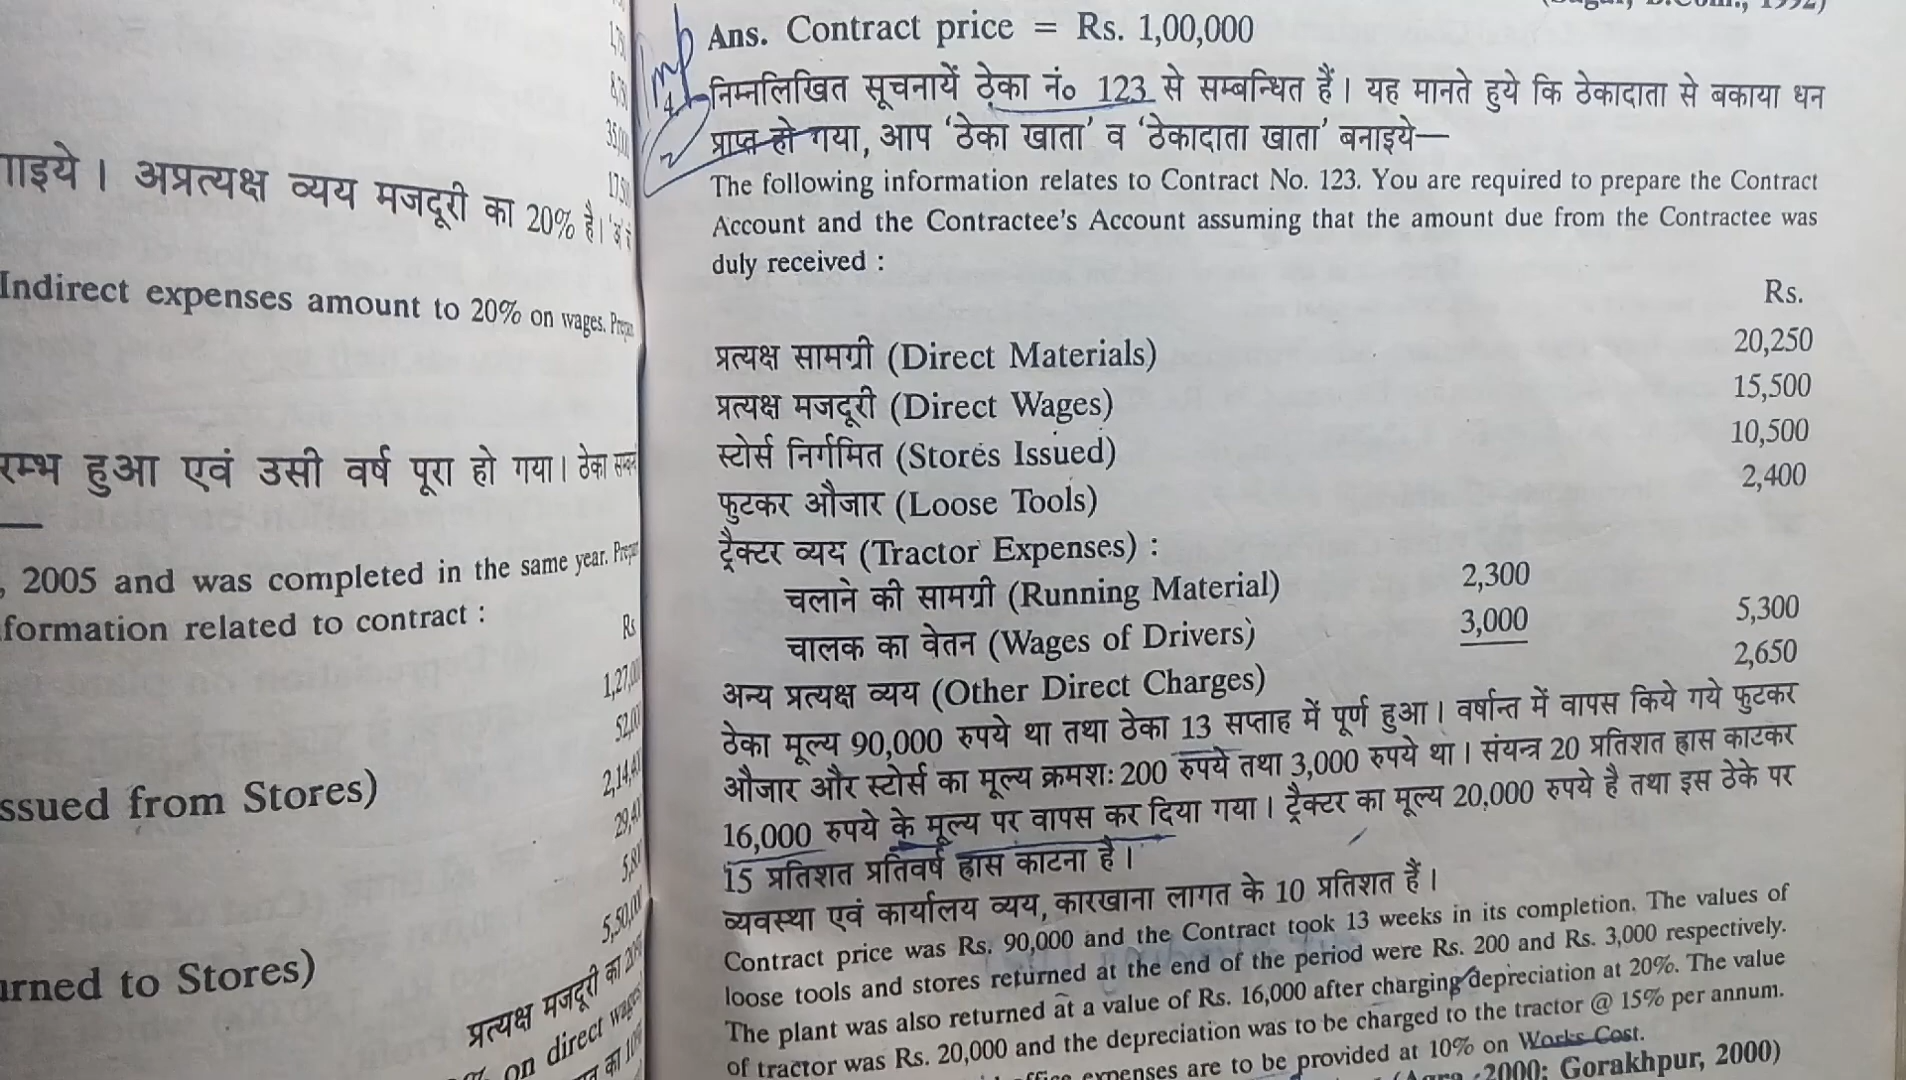 गाइये । अप्रत्यक्ष व्यय मजदूरी का 20% है।
Indirect expenses amount to 20% on wages.
रम्भ हुआ एवं उसी वर्ष पूरा हो गया। ठेका
, 2005 and was completed in the same year.
formation related to contract :
Rs
ssued from Stores)
urned to Stores)
प्रत्यक्ष मजदूरी का 20%
on direct wages
Ans. Contract price = Rs. 1,00,000
Imp
4. निम्नलिखित सूचनायें ठेका नं० 123 से सम्बन्धित हैं। यह मानते हुये कि ठेकादाता से बकाया धन
प्राप्त हो गया, आप ‘ठेका खाता’ व ‘ठेकादाता खाता’ बनाइये—
The following information relates to Contract No. 123. You are required to prepare the Contract
Account and the Contractee's Account assuming that the amount due from the Contractee was
duly received :
Rs.
प्रत्यक्ष सामग्री (Direct Materials) 20,250
प्रत्यक्ष मजदूरी (Direct Wages) 15,500
स्टोर्स निर्गमित (Stores Issued) 10,500
फुटकर औजार (Loose Tools) 2,400
ट्रैक्टर व्यय (Tractor Expenses) :
चलाने की सामग्री (Running Material) 2,300
चालक का वेतन (Wages of Drivers) 3,000 5,300
अन्य प्रत्यक्ष व्यय (Other Direct Charges) 2,650
ठेका मूल्य 90,000 रुपये था तथा ठेका 13 सप्ताह में पूर्ण हुआ। वर्षान्त में वापस किये गये फुटकर
औजार और स्टोर्स का मूल्य क्रमश: 200 रुपये तथा 3,000 रुपये था। संयन्त्र 20 प्रतिशत ह्रास काटकर
16,000 रुपये के मूल्य पर वापस कर दिया गया। ट्रैक्टर का मूल्य 20,000 रुपये है तथा इस ठेके पर
15 प्रतिशत प्रतिवर्ष ह्रास काटना है।
व्यवस्था एवं कार्यालय व्यय, कारखाना लागत के 10 प्रतिशत हैं।
Contract price was Rs. 90,000 and the Contract took 13 weeks in its completion. The values of
loose tools and stores returned at the end of the period were Rs. 200 and Rs. 3,000 respectively.
The plant was also returned at a value of Rs. 16,000 after charging depreciation at 20%. The value
of tractor was Rs. 20,000 and the depreciation was to be charged to the tractor @ 15% per annum.
expenses are to be provided at 10% on Works Cost.
2000; Gorakhpur, 2000)